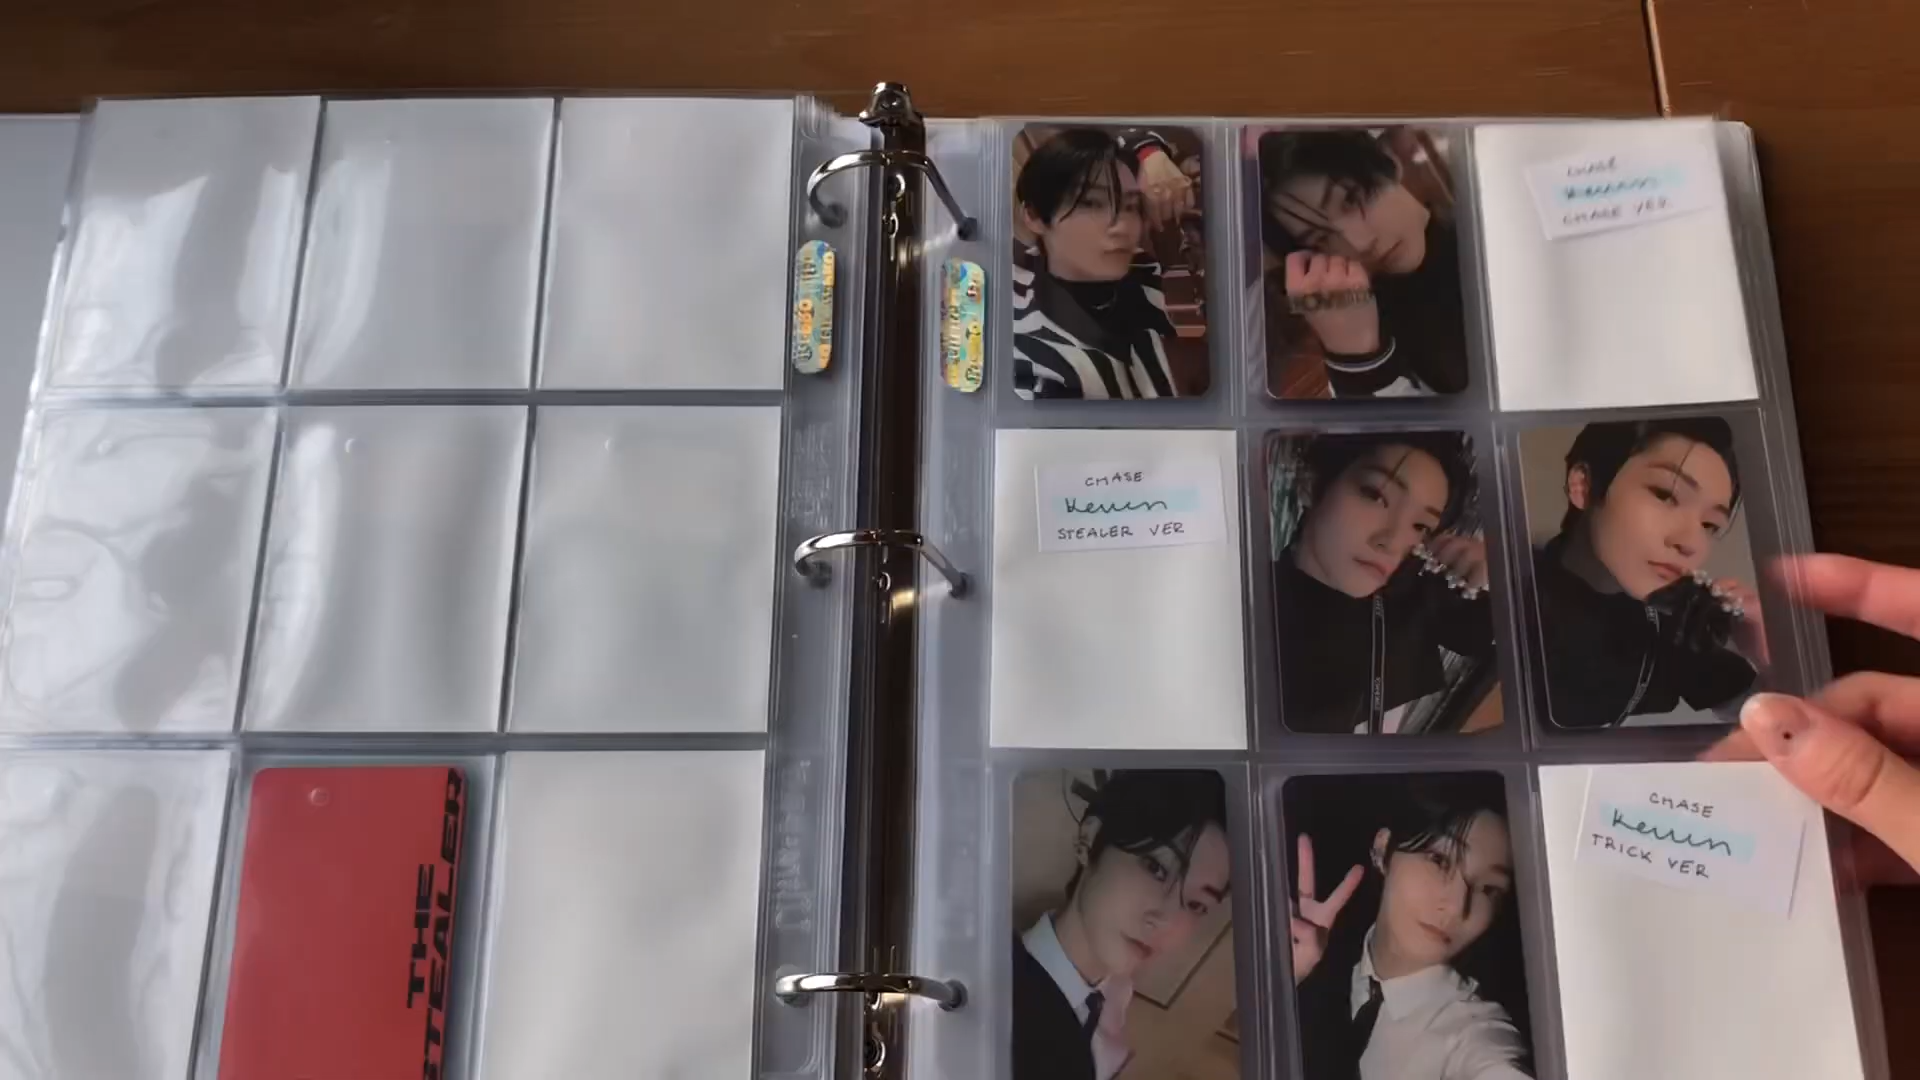 THE
STEALER
CHASE
Kevin
CHASE VER
CHASE
Kevin
STEALER VER
CHASE
Kevin
TRICK VER